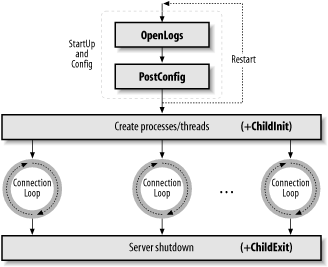 OpenLogs
StartUp
and
Config
PostConfig
Restart
Create processes/threads (+ChildInit)
Connection
Loop
Connection
Loop
...
Connection
Loop
Server shutdown (+ChildExit)